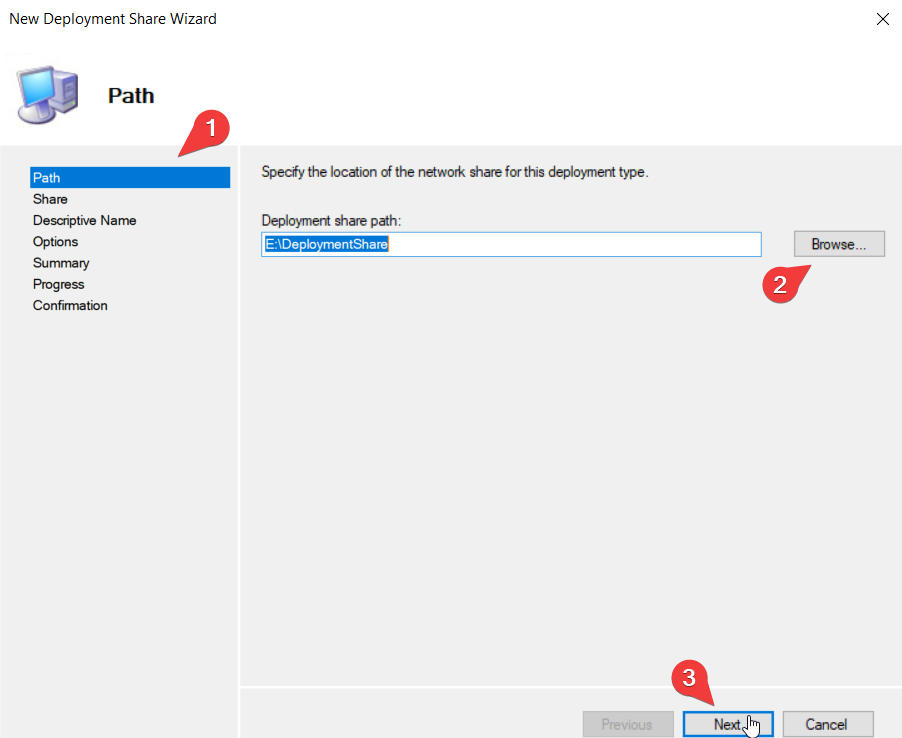 New Deployment Share Wizard
Path
1
Path
Share
Descriptive Name
Options
Summary
Progress
Confirmation
Specify the location of the network share for this deployment type.
Deployment share path:
E:\DeploymentShare
Browse...
2
3
Previous
Next
Cancel